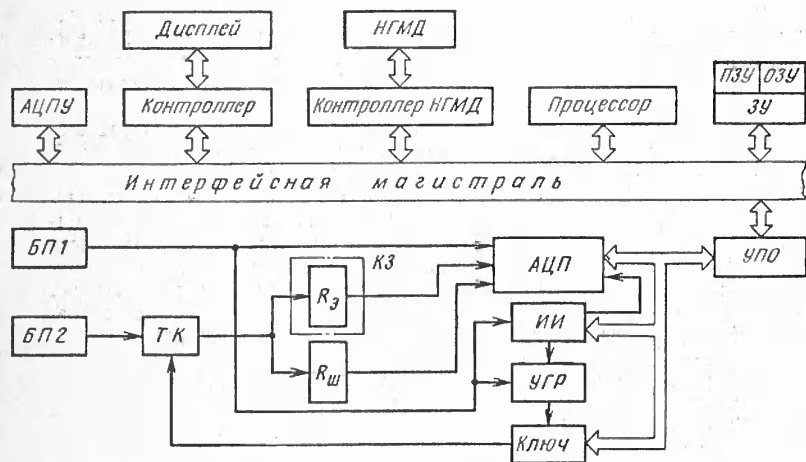 Дисплей
НГМД
ПЗУ ОЗУ
АЦПУ
Контроллер
Контроллер НГМД
Процессор
ЗУ
Интерфейсная магистраль
БП1
КЗ
АЦП
УПО
Rэ
БП2
ТК
ИИ
Rш
УГР
Ключ